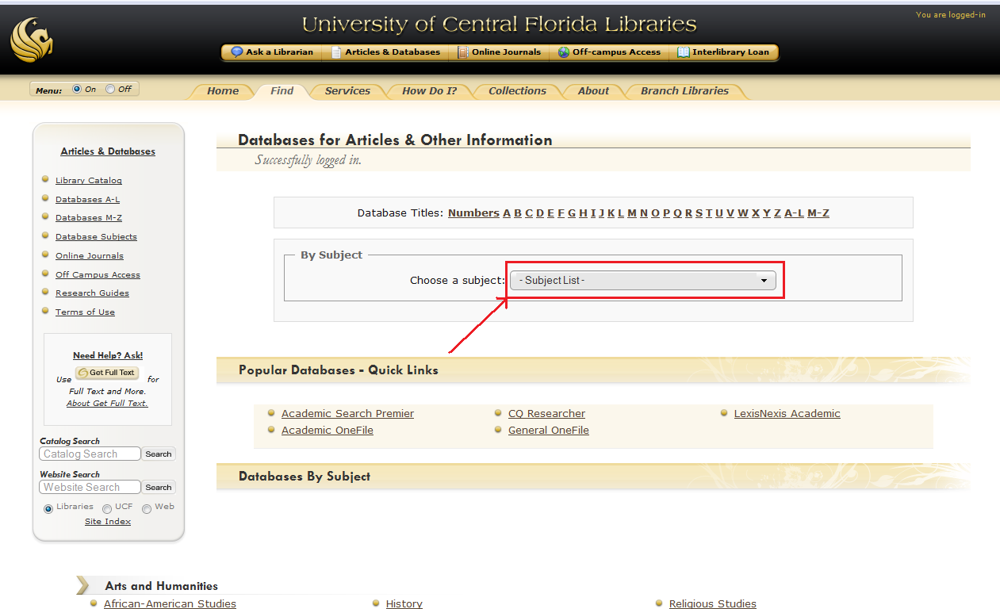 University of Central Florida Libraries
You are logged-in
Ask a Librarian Articles & Databases Online Journals Off-campus Access Interlibrary Loan
Menu: On Off
Home Find Services How Do I? Collections About Branch Libraries
Articles & Databases
Library Catalog
Databases A-L
Databases M-Z
Database Subjects
Online Journals
Off Campus Access
Research Guides
Terms of Use
Need Help? Ask!
Use Get Full Text for
Full Text and More.
About Get Full Text.
Catalog Search
Catalog Search Search
Website Search
Website Search Search
Libraries UCF Web
Site Index
Databases for Articles & Other Information
Successfully logged in.
Database Titles: Numbers A B C D E F G H I J K L M N O P Q R S T U V W X Y Z A-L M-Z
By Subject
Choose a subject: - Subject List -
Popular Databases - Quick Links
Academic Search Premier CQ Researcher LexisNexis Academic
Academic OneFile General OneFile
Databases By Subject
Arts and Humanities
African-American Studies History Religious Studies